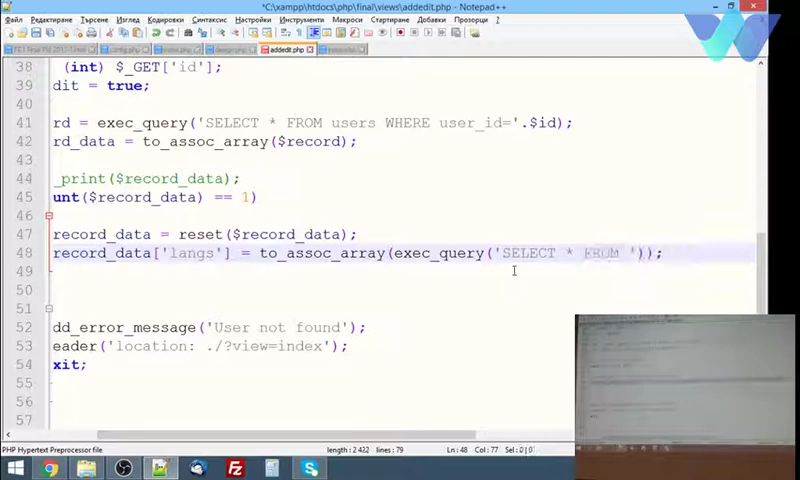 *C:\xampp\htdocs\php\final\views\addedit.php - Notepad++
Търсене Изглед Кодировки Синтаксис Настройки Инструменти Макроси Стартиране Добавки Прозорци ?
addedit.php
38 (int) $_GET['id'];
39 dit = true;
40
41 rd = exec_query('SELECT * FROM users WHERE user_id='.$id);
42 rd_data = to_assoc_array($record);
43
44 _print($record_data);
45 unt($record_data) == 1)
46
47 record_data = reset($record_data);
48 record_data['langs'] = to_assoc_array(exec_query('SELECT * FROM '));
49
50
51
52 dd_error_message('User not found');
53 eader('location: ./?view=index');
54 xit;
55
56
57
PHP Hypertext Preprocessor file length : 2 422 lines : 79 Ln : 48 Col : 77 Sel : 0 | 0